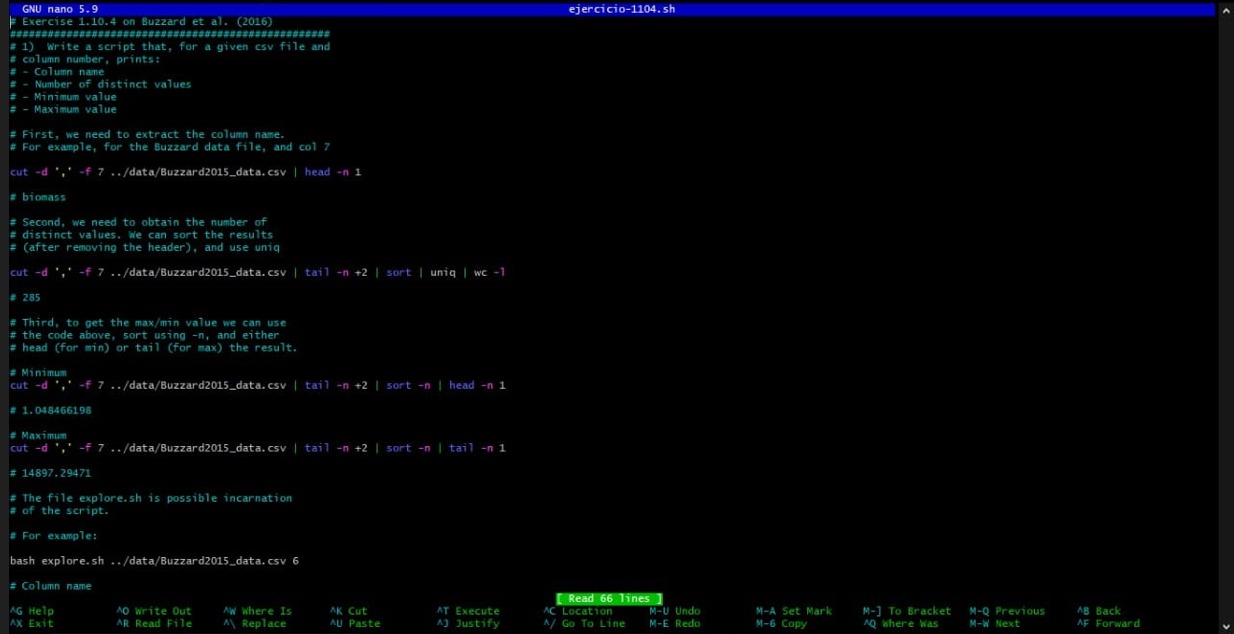 GNU nano 5.9 ejercicio-1104.sh
# Exercise 1.10.4 on Buzzard et al. (2016)
###################################################
# 1)  Write a script that, for a given csv file and
# column number, prints:
# - Column name
# - Number of distinct values
# - Minimum value
# - Maximum value
# First, we need to extract the column name.
# For example, for the Buzzard data file, and col 7
cut -d ',' -f 7 ../data/Buzzard2015_data.csv | head -n 1
# biomass
# Second, we need to obtain the number of
# distinct values. We can sort the results
# (after removing the header), and use uniq
cut -d ',' -f 7 ../data/Buzzard2015_data.csv | tail -n +2 | sort | uniq | wc -l
# 285
# Third, to get the max/min value we can use
# the code above, sort using -n, and either
# head (for min) or tail (for max) the result.
# Minimum
cut -d ',' -f 7 ../data/Buzzard2015_data.csv | tail -n +2 | sort -n | head -n 1
# 1.048466198
# Maximum
cut -d ',' -f 7 ../data/Buzzard2015_data.csv | tail -n +2 | sort -n | tail -n 1
# 14897.29471
# The file explore.sh is possible incarnation
# of the script.
# For example:
bash explore.sh ../data/Buzzard2015_data.csv 6
# Column name
[ Read 66 lines ]
^G Help ^O Write Out ^W Where Is ^K Cut ^T Execute ^C Location M-U Undo M-A Set Mark M-] To Bracket M-Q Previous ^B Back
^X Exit ^R Read File ^\ Replace ^U Paste ^J Justify ^/ Go To Line M-E Redo M-6 Copy ^Q Where Was M-W Next ^F Forward